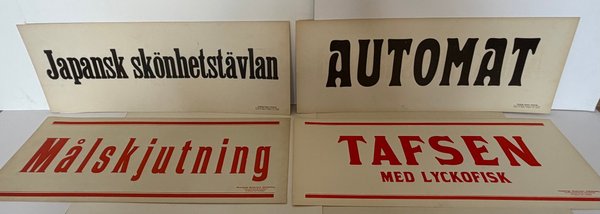 Japansk skönhetstävlan
AUTOMAT
Målskjutning
TAFSEN
MED LYCKOFISK